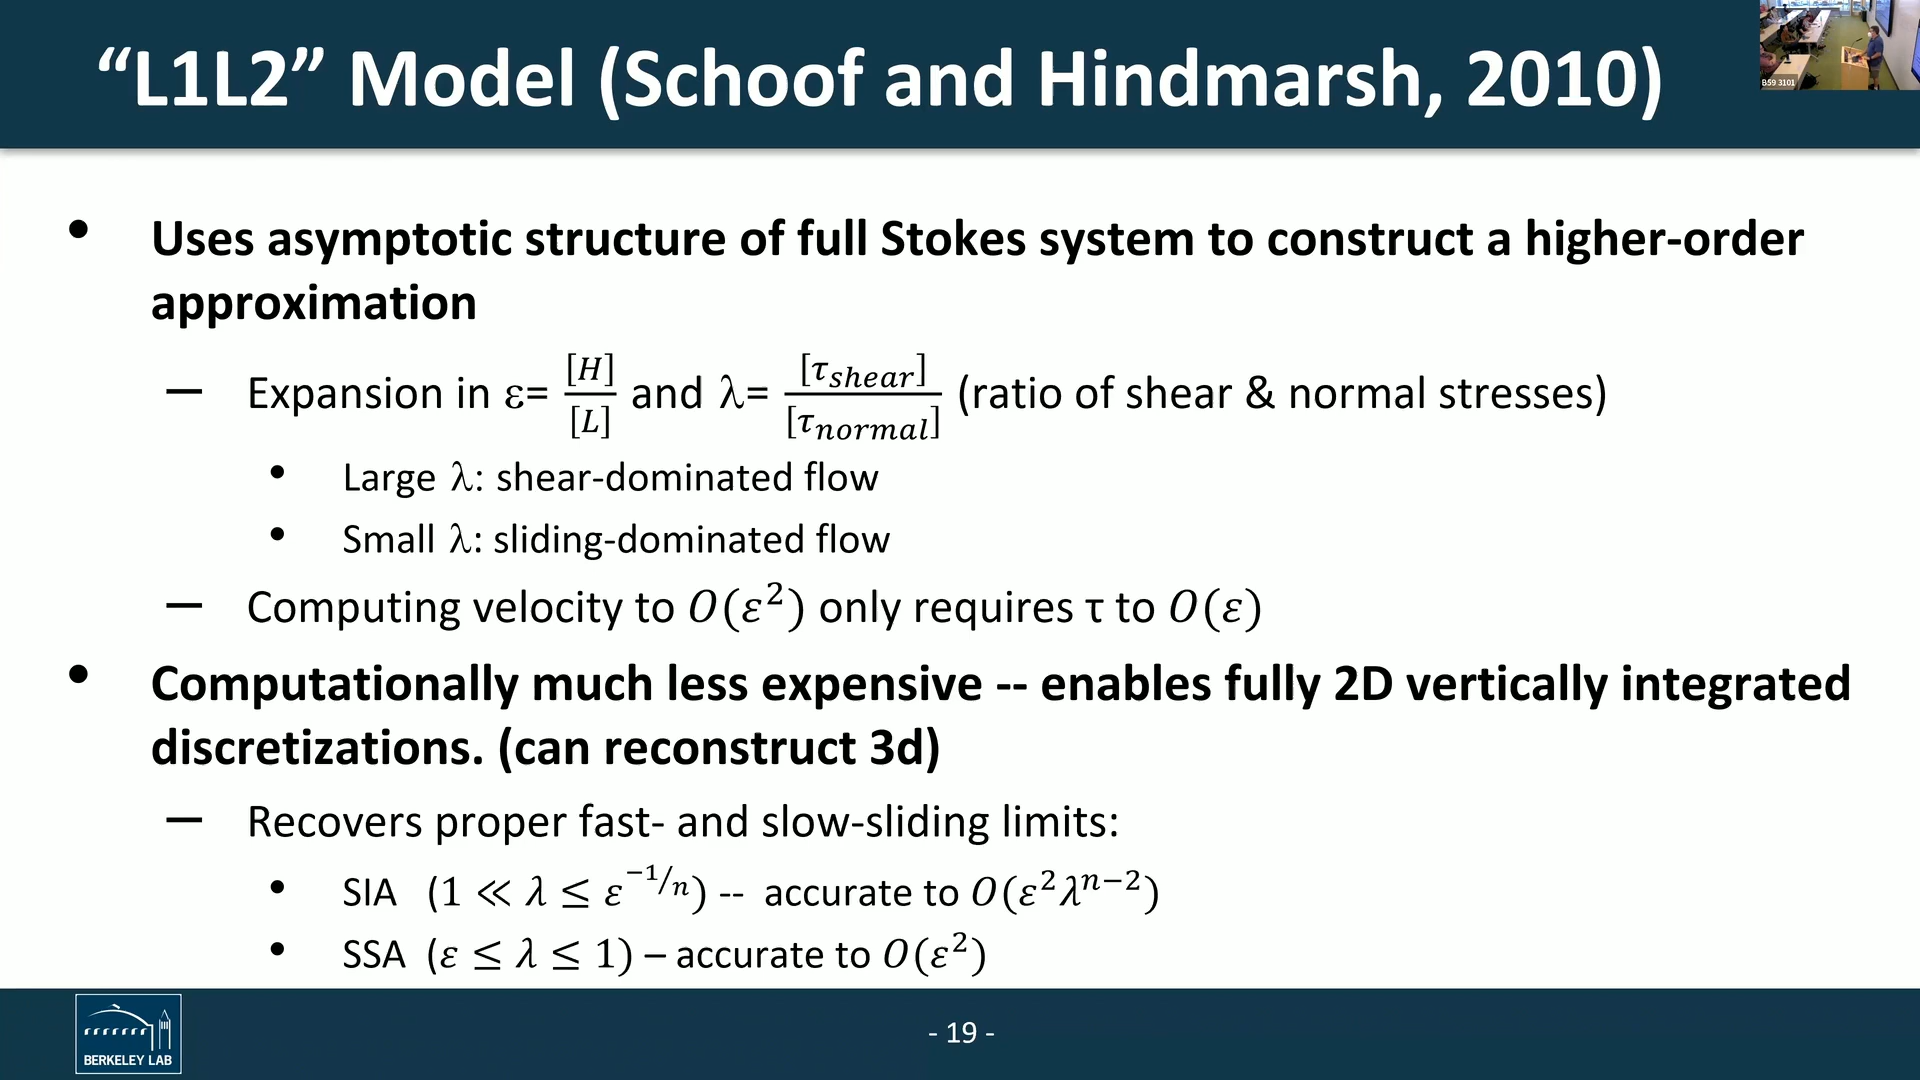 “L1L2” Model (Schoof and Hindmarsh, 2010)
B59 3101
• Uses asymptotic structure of full Stokes system to construct a higher-order
approximation
— Expansion in ε= [H]/[L] and λ= [τ_shear]/[τ_normal] (ratio of shear & normal stresses)
• Large λ: shear-dominated flow
• Small λ: sliding-dominated flow
— Computing velocity to O(ε²) only requires τ to O(ε)
• Computationally much less expensive -- enables fully 2D vertically integrated
discretizations. (can reconstruct 3d)
— Recovers proper fast- and slow-sliding limits:
• SIA (1 ≪ λ ≤ ε^(−1/n)) -- accurate to O(ε²λ^(n−2))
• SSA (ε ≤ λ ≤ 1) – accurate to O(ε²)
BERKELEY LAB
- 19 -